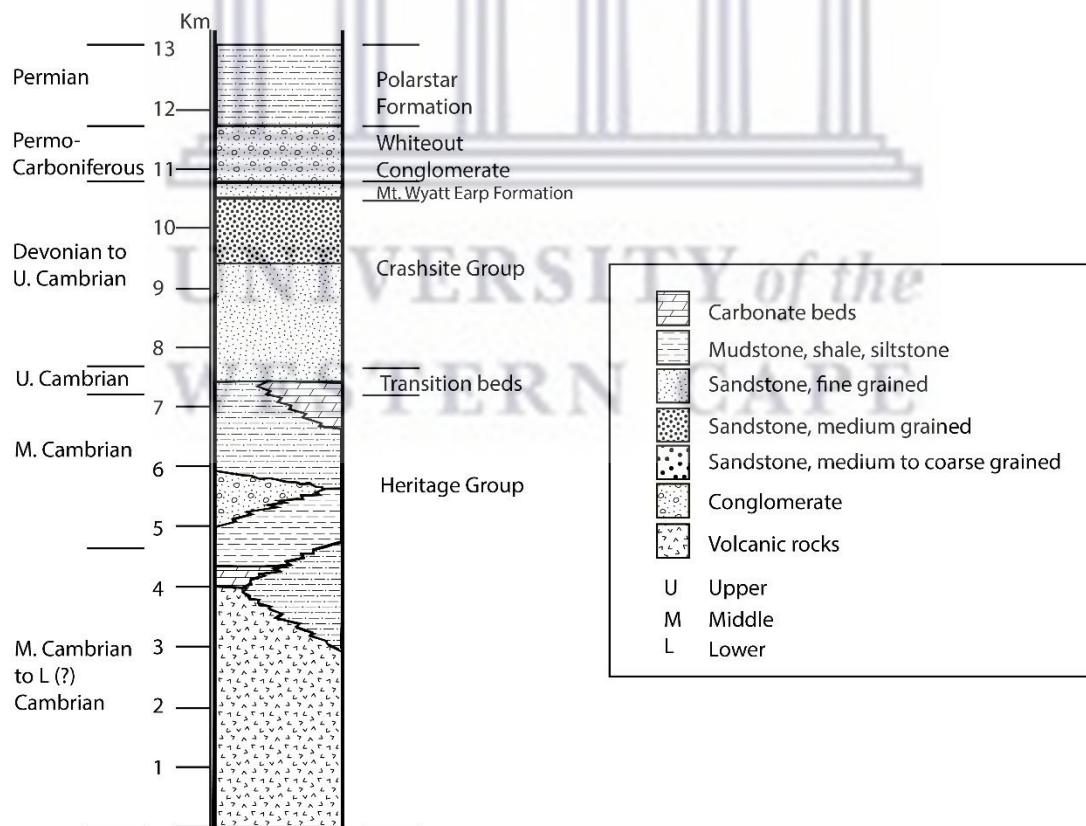 Km
13
12
11
10
9
8
7
6
5
4
3
2
1
Permian
Permo-
Carboniferous
Devonian to
U. Cambrian
U. Cambrian
M. Cambrian
M. Cambrian
to L (?)
Cambrian
Polarstar
Formation
Whiteout
Conglomerate
Mt. Wyatt Earp Formation
Crashsite Group
Transition beds
Heritage Group
UNIVERSITY of the
WESTERN CAPE
Carbonate beds
Mudstone, shale, siltstone
Sandstone, fine grained
Sandstone, medium grained
Sandstone, medium to coarse grained
Conglomerate
Volcanic rocks
U Upper
M Middle
L Lower